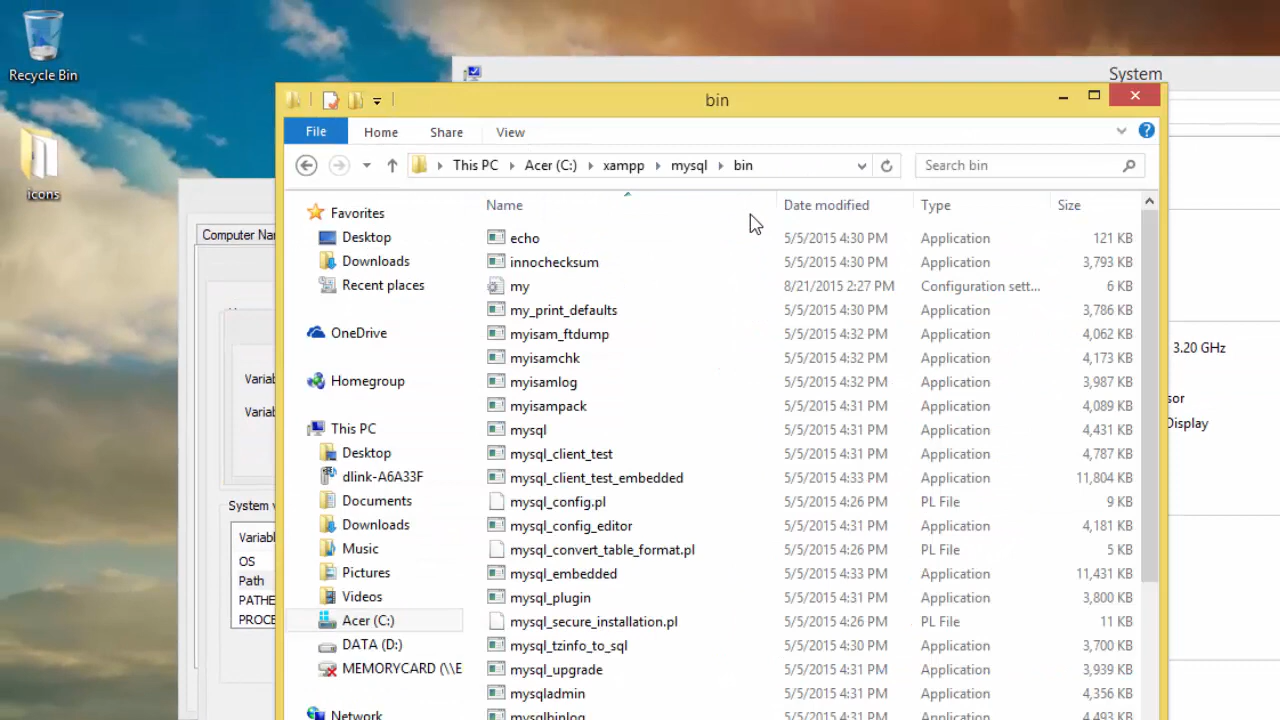 Recycle Bin
icons
System
bin
File Home Share View
This PC Acer (C:) xampp mysql bin
Search bin
Name Date modified Type Size
echo 5/5/2015 4:30 PM Application 121 KB
innochecksum 5/5/2015 4:30 PM Application 3,793 KB
my 8/21/2015 2:27 PM Configuration sett... 6 KB
my_print_defaults 5/5/2015 4:30 PM Application 3,786 KB
myisam_ftdump 5/5/2015 4:32 PM Application 4,062 KB
myisamchk 5/5/2015 4:32 PM Application 4,173 KB
myisamlog 5/5/2015 4:32 PM Application 3,987 KB
myisampack 5/5/2015 4:31 PM Application 4,089 KB
mysql 5/5/2015 4:31 PM Application 4,431 KB
mysql_client_test 5/5/2015 4:31 PM Application 4,787 KB
mysql_client_test_embedded 5/5/2015 4:33 PM Application 11,804 KB
mysql_config.pl 5/5/2015 4:26 PM PL File 9 KB
mysql_config_editor 5/5/2015 4:31 PM Application 4,181 KB
mysql_convert_table_format.pl 5/5/2015 4:26 PM PL File 5 KB
mysql_embedded 5/5/2015 4:33 PM Application 11,431 KB
mysql_plugin 5/5/2015 4:31 PM Application 3,800 KB
mysql_secure_installation.pl 5/5/2015 4:26 PM PL File 11 KB
mysql_tzinfo_to_sql 5/5/2015 4:30 PM Application 3,700 KB
mysql_upgrade 5/5/2015 4:31 PM Application 3,939 KB
mysqladmin 5/5/2015 4:31 PM Application 4,356 KB
mysqlbinlog 5/5/2015 4:31 PM Application 4,493 KB
Favorites
Desktop
Downloads
Recent places
OneDrive
Homegroup
This PC
Desktop
dlink-A6A33F
Documents
Downloads
Music
Pictures
Videos
Acer (C:)
DATA (D:)
MEMORYCARD (\\E
Network
Computer Nar
Varial
Varial
System v
Variabl
OS
Path
PATHE
PROCE
3.20 GHz
sor
Display